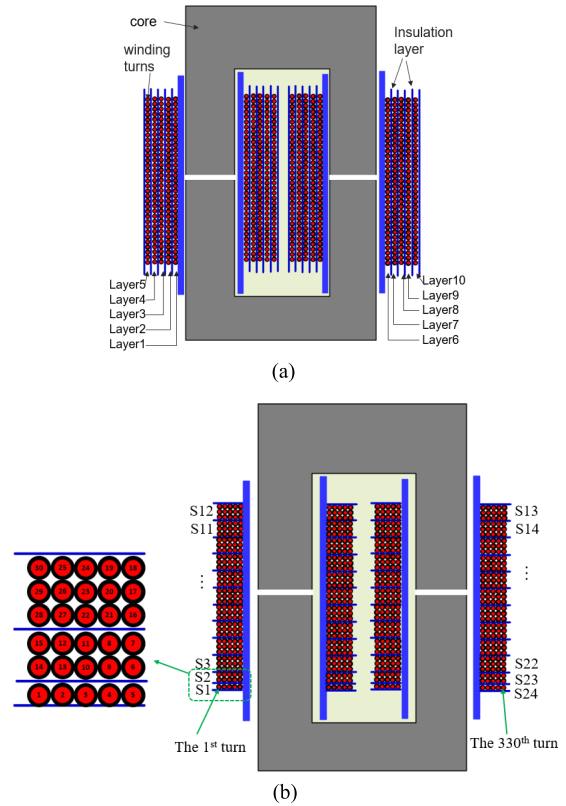 core
winding
turns
Insulation
layer
Layer5
Layer4
Layer3
Layer2
Layer1
Layer10
Layer9
Layer8
Layer7
Layer6
(a)
S12
S11
⋮
S3
S2
S1
S13
S14
⋮
S22
S23
S24
30 25 24 19 18
29 26 23 20 17
28 27 22 21 16
15 12 11 8 7
14 13 10 9 6
1 2 3 4 5
The 1st turn
The 330th turn
(b)